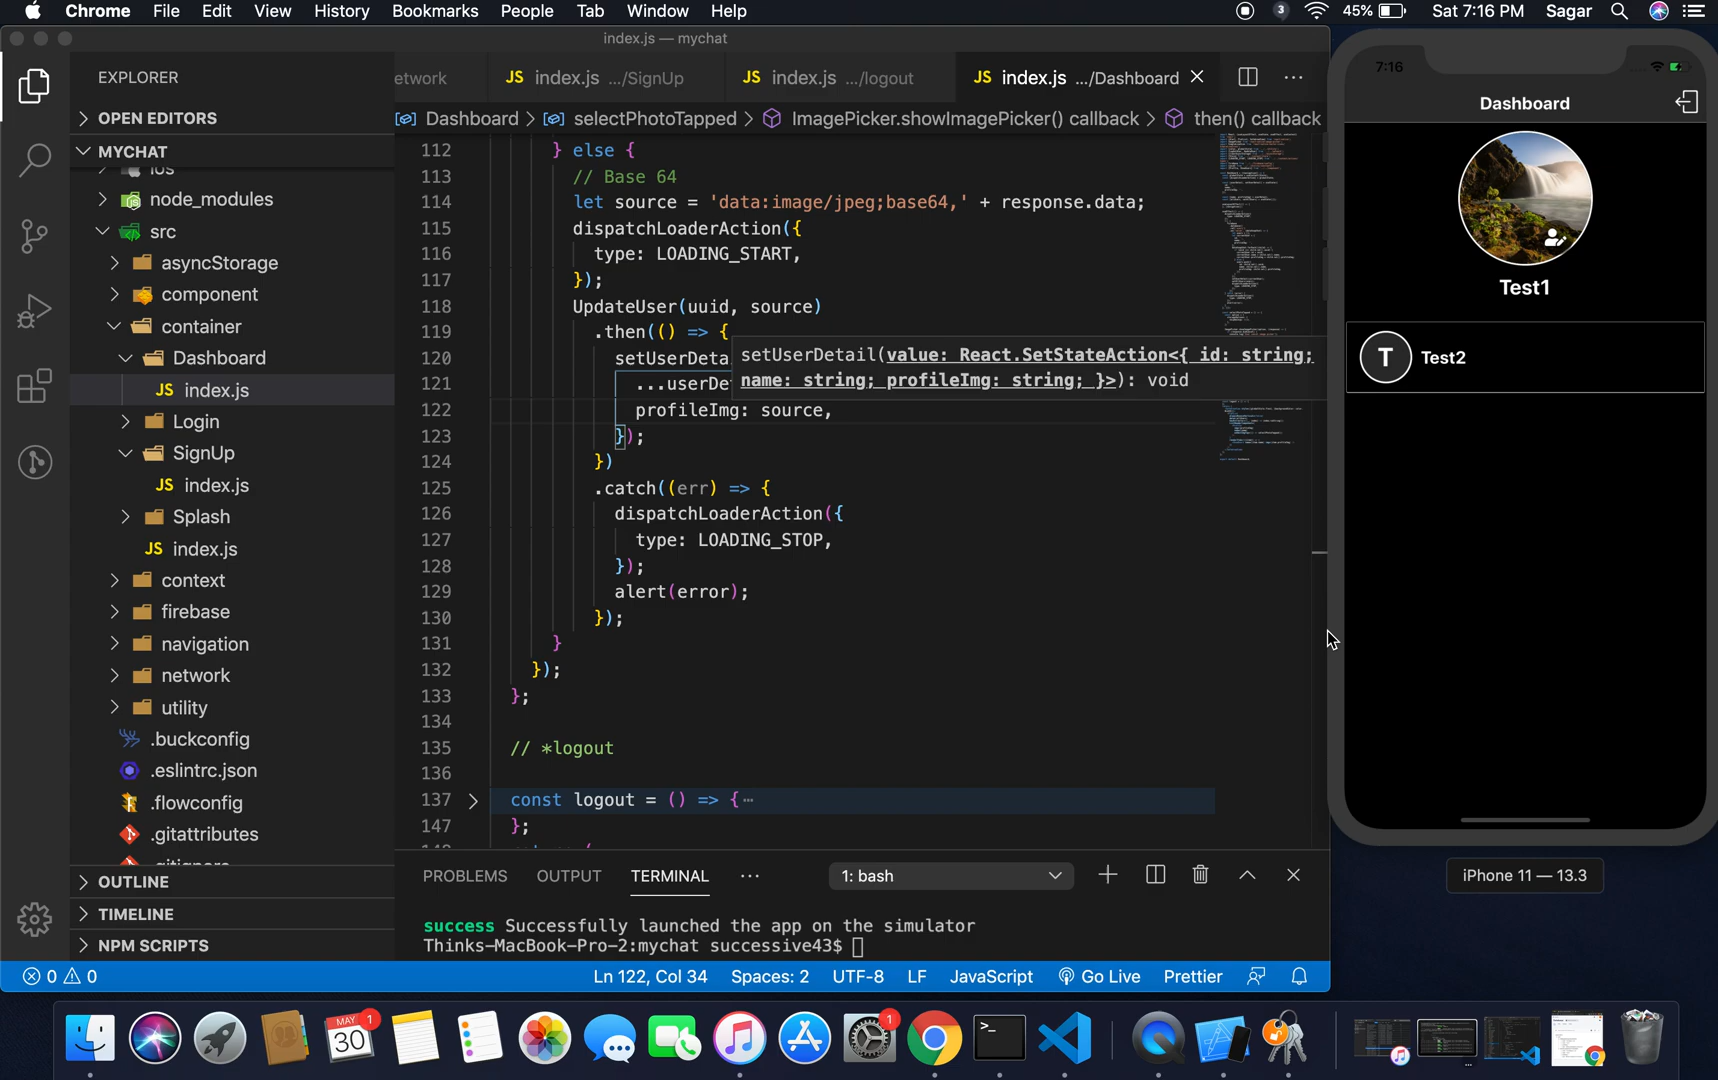 Chrome File Edit View History Bookmarks People Tab Window Help 3 45% Sat 7:16 PM Sagar
index.js — mychat
EXPLORER
OPEN EDITORS
MYCHAT
ios
node_modules
src
asyncStorage
component
container
Dashboard
JS index.js
Login
SignUp
JS index.js
Splash
JS index.js
context
firebase
navigation
network
utility
.buckconfig
.eslintrc.json
.flowconfig
.gitattributes
.gitignore
OUTLINE
TIMELINE
NPM SCRIPTS
etwork JS index.js .../SignUp JS index.js .../logout JS index.js .../Dashboard
Dashboard > selectPhotoTapped > ImagePicker.showImagePicker() callback > then() callback
112 } else {
113 // Base 64
114 let source = 'data:image/jpeg;base64,' + response.data;
115 dispatchLoaderAction({
116 type: LOADING_START,
117 });
118 UpdateUser(uuid, source)
119 .then(() => {
120 setUserDeta
121 ...userDe
122 profileImg: source,
123 });
124 })
125 .catch((err) => {
126 dispatchLoaderAction({
127 type: LOADING_STOP,
128 });
129 alert(error);
130 });
131 }
132 });
133 };
134
135 // *logout
136
137 const logout = () => {…
147 };
setUserDetail(value: React.SetStateAction<{ id: string;
name: string; profileImg: string; }>): void
PROBLEMS OUTPUT TERMINAL ... 1: bash
success Successfully launched the app on the simulator
Thinks-MacBook-Pro-2:mychat successive43$
0 0 Ln 122, Col 34 Spaces: 2 UTF-8 LF JavaScript Go Live Prettier
7:16
Dashboard
Test1
T Test2
iPhone 11 — 13.3
MAY 1
30
1